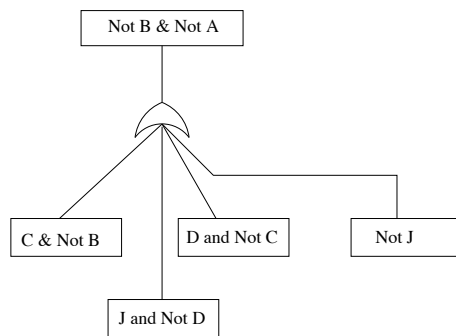 Not B & Not A
C & Not B
D and Not C
Not J
J and Not D